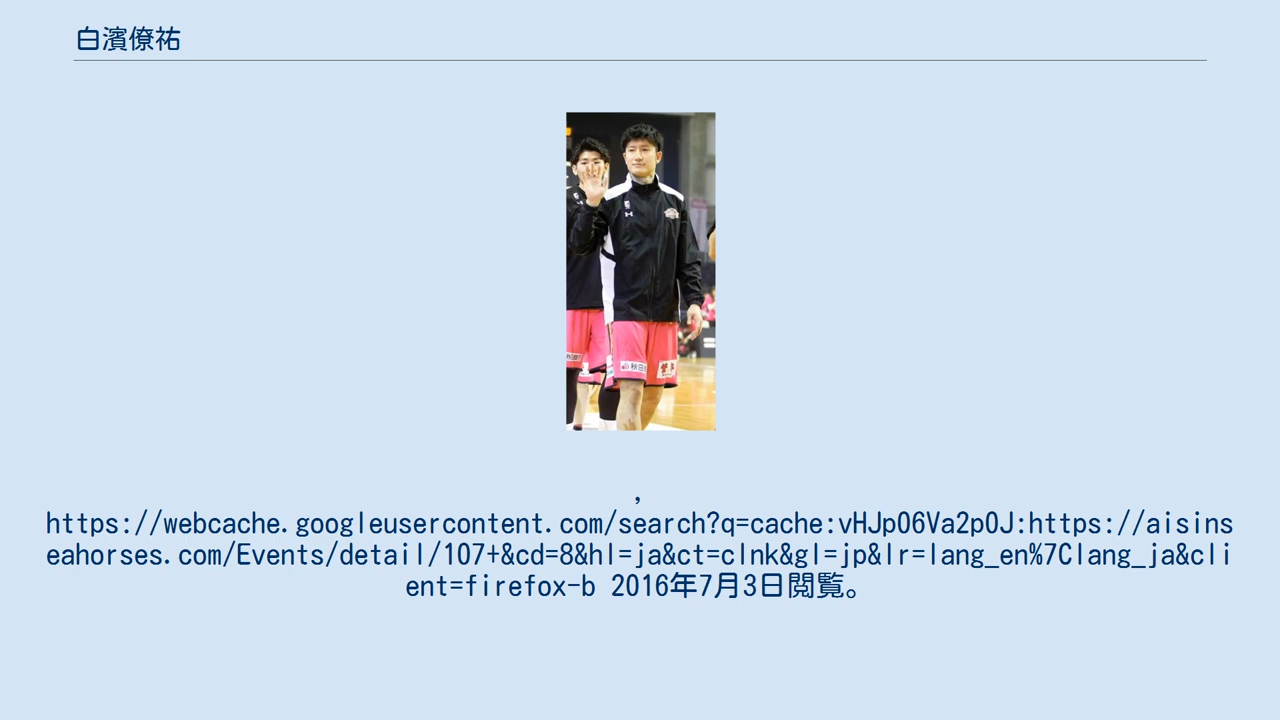 白濱僚祐
秋田
,
https://webcache.googleusercontent.com/search?q=cache:vHJp06Va2p0J:https://aisins
eahorses.com/Events/detail/107+&cd=8&hl=ja&ct=clnk&gl=jp&lr=lang_en%7Clang_ja&cli
ent=firefox-b 2016年7月3日閲覧。